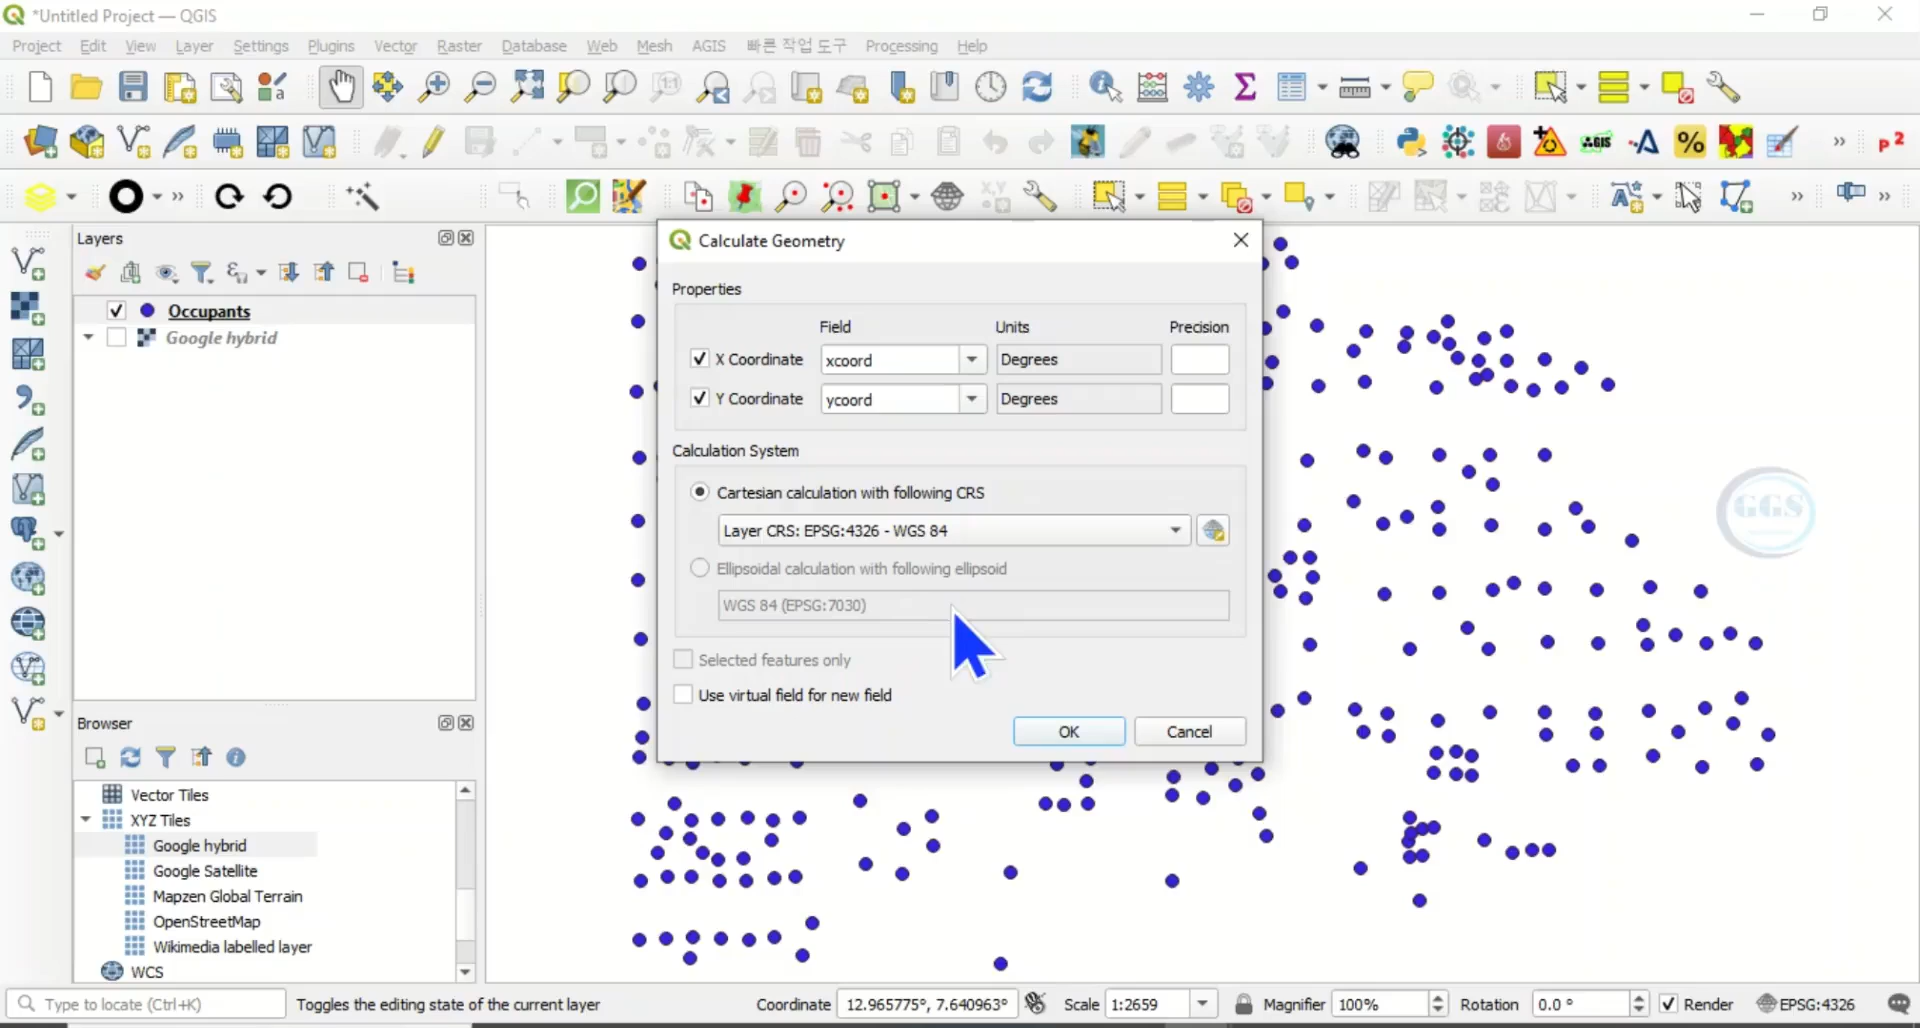 *Untitled Project — QGIS
Project Edit View Layer Settings Plugins Vector Raster Database Web Mesh AGIS 빠른 작업 도구 Processing Help
Layers
Occupants
Google hybrid
Calculate Geometry
Properties
Field Units Precision
X Coordinate xcoord Degrees
Y Coordinate ycoord Degrees
Calculation System
Cartesian calculation with following CRS
Layer CRS: EPSG:4326 - WGS 84
Ellipsoidal calculation with following ellipsoid
WGS 84 (EPSG:7030)
Selected features only
Use virtual field for new field
OK Cancel
GGS
Browser
Vector Tiles
XYZ Tiles
Google hybrid
Google Satellite
Mapzen Global Terrain
OpenStreetMap
Wikimedia labelled layer
WCS
Type to locate (Ctrl+K) Toggles the editing state of the current layer Coordinate 12.965775°, 7.640963° Scale 1:2659 Magnifier 100% Rotation 0.0 ° Render EPSG:4326